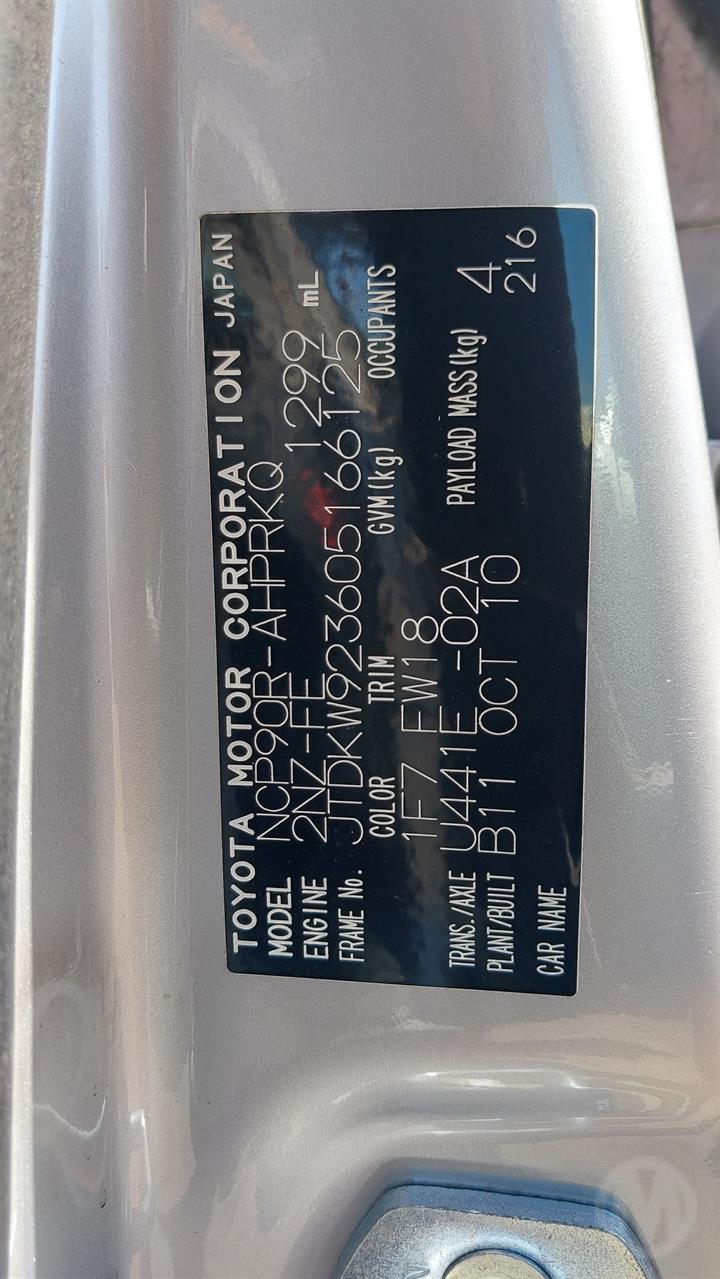 TOYOTA MOTOR CORPORATION JAPAN
MODEL NCP90R-AHPRKQ
ENGINE 2NZ-FE 1299 mL
FRAME No. JTDKW923605166125
COLOR TRIM GVM(kg) OCCUPANTS
1F7 FW18 4
TRANS./AXLE U441E -02A PAYLOAD MASS(kg) 216
PLANT/BUILT B11 OCT 10
CAR NAME